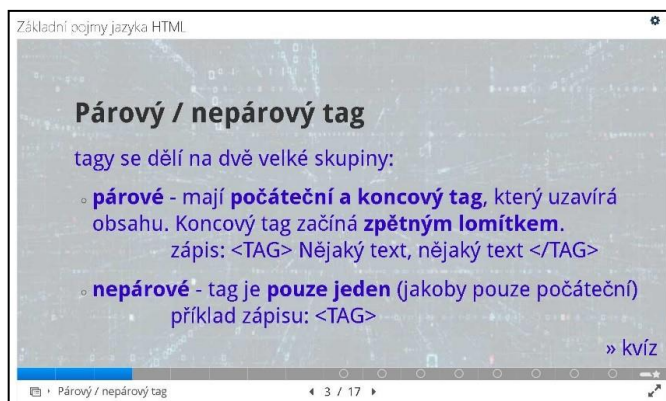 Základní pojmy jazyka HTML
Párový / nepárový tag
tagy se dělí na dvě velké skupiny:
párové - mají počáteční a koncový tag, který uzavírá
obsahu. Koncový tag začíná zpětným lomítkem.
zápis: <TAG> Nějaký text, nějaký text </TAG>
nepárové - tag je pouze jeden (jakoby pouze počáteční)
příklad zápisu: <TAG>
» kvíz
Párový / nepárový tag
3 / 17